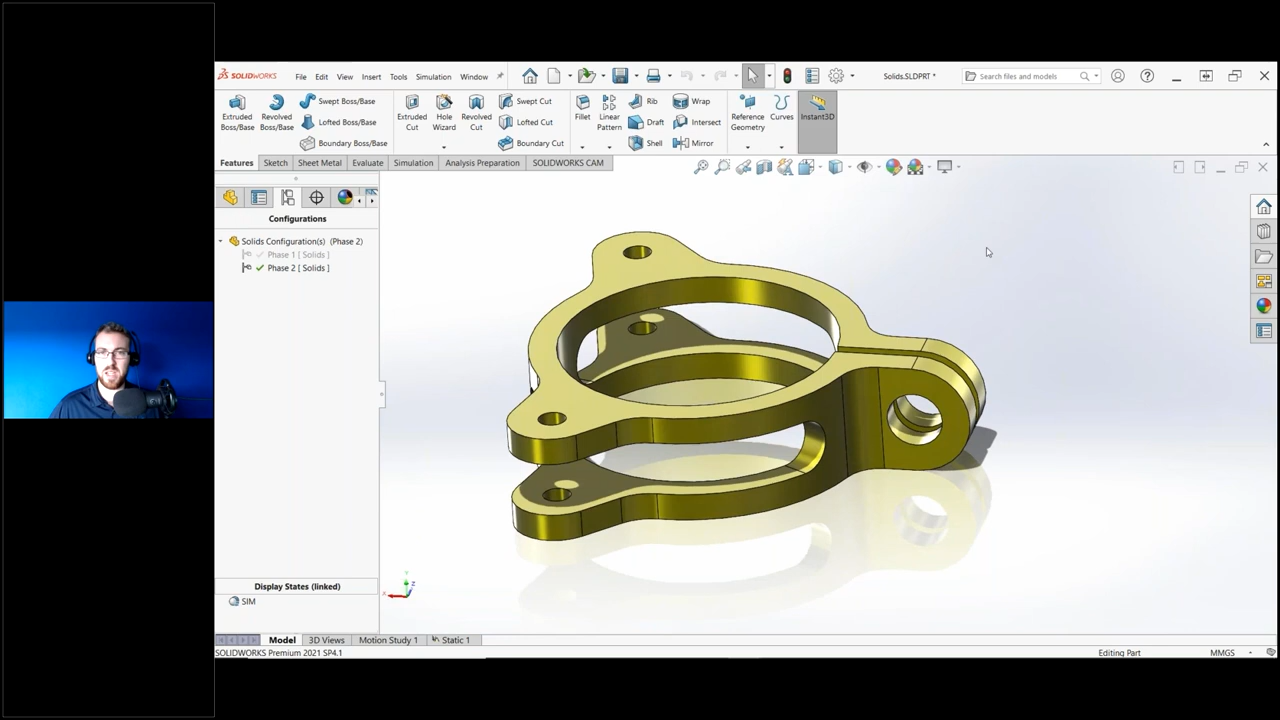 SOLIDWORKS File Edit View Insert Tools Simulation Window Solids.SLDPRT * Search files and models
Extruded Boss/Base
Revolved Boss/Base
Swept Boss/Base
Lofted Boss/Base
Boundary Boss/Base
Extruded Cut
Hole Wizard
Revolved Cut
Swept Cut
Lofted Cut
Boundary Cut
Fillet
Linear Pattern
Rib
Draft
Shell
Wrap
Intersect
Mirror
Reference Geometry
Curves
Instant3D
Features Sketch Sheet Metal Evaluate Simulation Analysis Preparation SOLIDWORKS CAM
Configurations
Solids Configuration(s) (Phase 2)
Phase 1 [ Solids ]
Phase 2 [ Solids ]
Display States (linked)
SIM
Model 3D Views Motion Study 1 Static 1
SOLIDWORKS Premium 2021 SP4.1 Editing Part MMGS